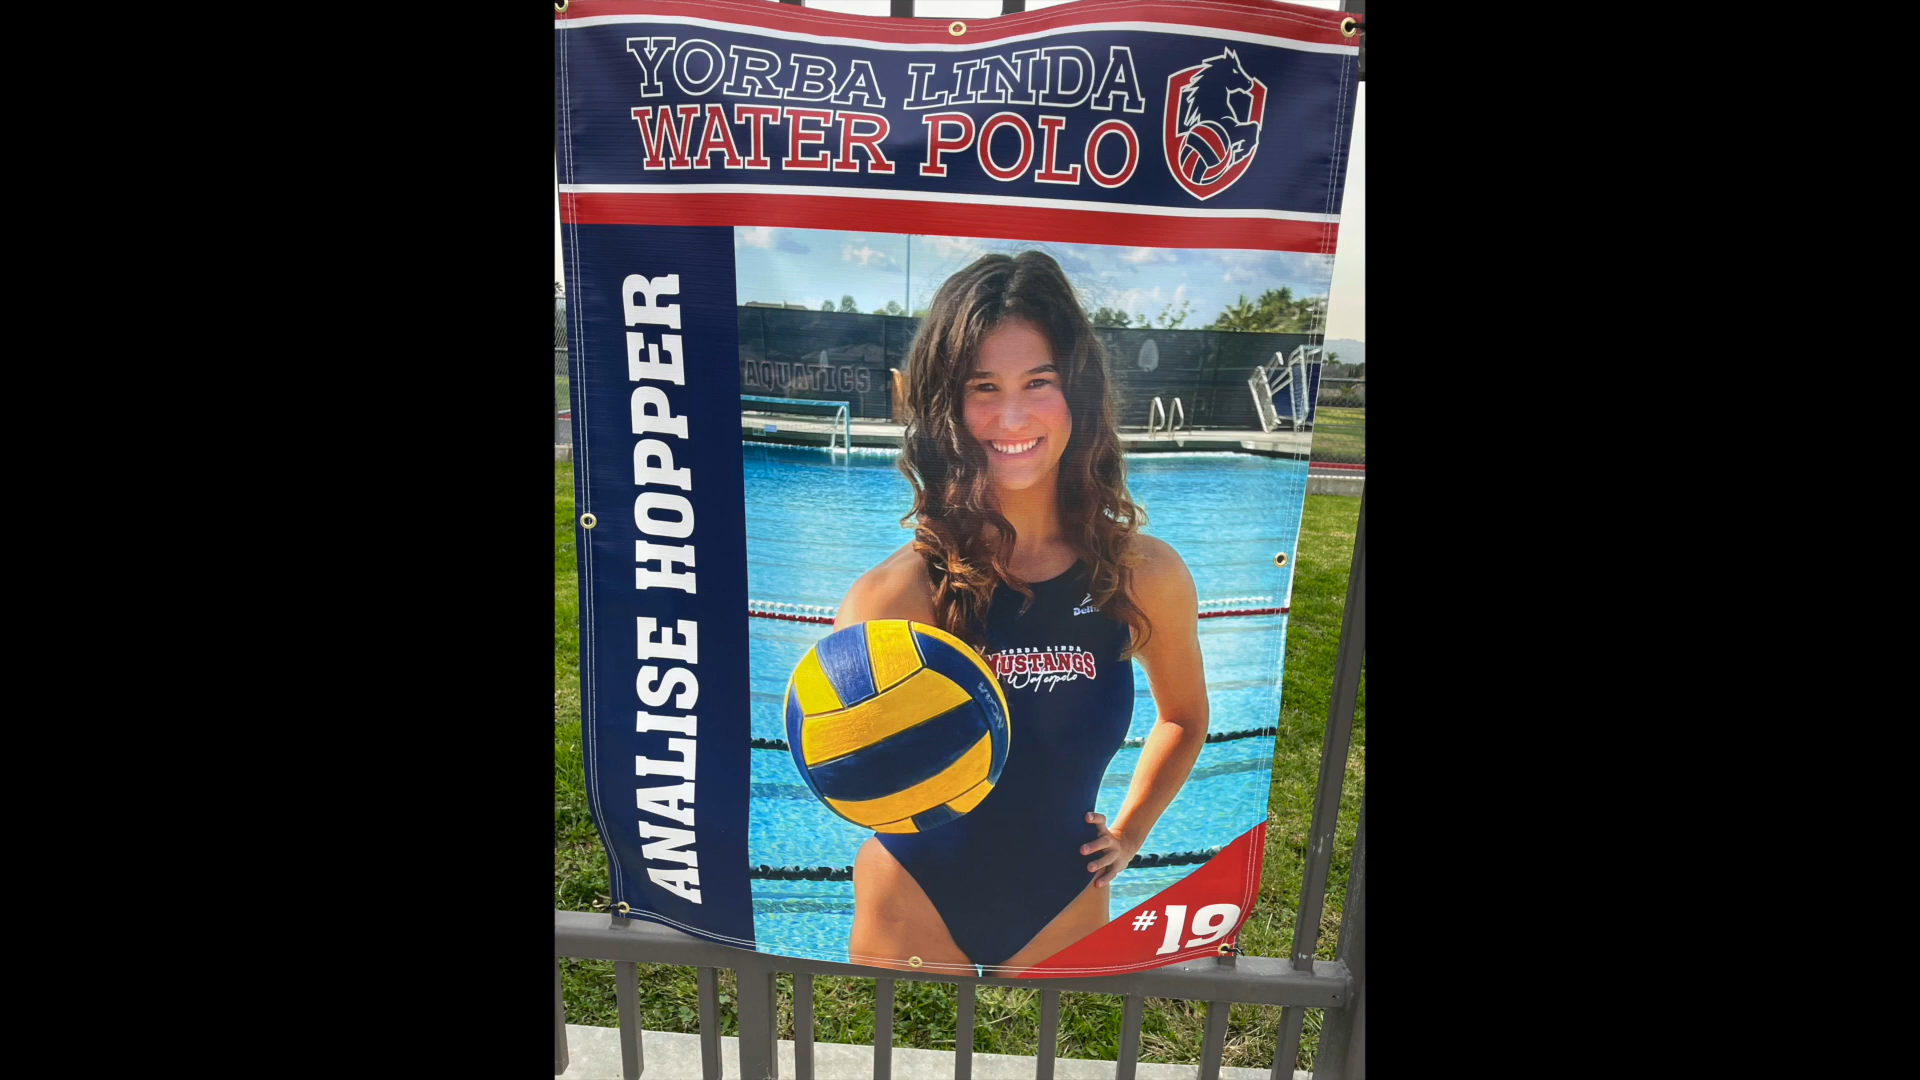 YORBA LINDA
WATER POLO
ANALISE HOPPER
AQUATICS
YORBA LINDA
MUSTANGS
Waterpolo
#19